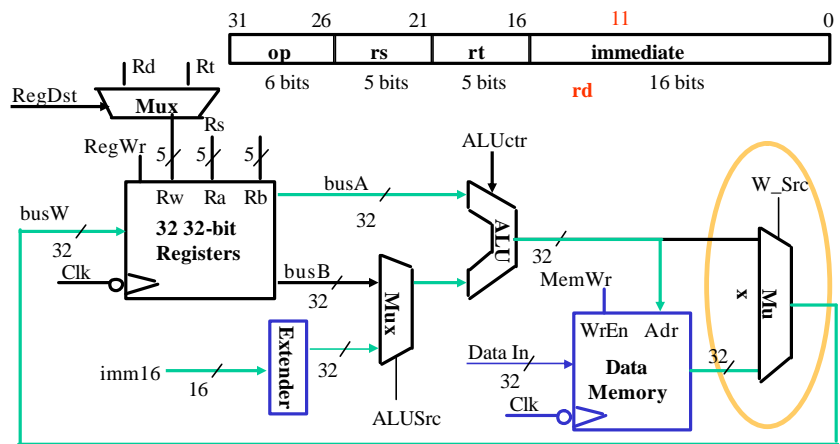 31 26 21 16 11 0
op rs rt immediate
6 bits 5 bits 5 bits rd 16 bits
Rd Rt
RegDst
Mux
Rs
RegWr 5 5 5
ALUctr
Rw Ra Rb
busA
32
W_Src
busW
32
32 32-bit
Registers
ALU
32
Clk
busB
32
Mux
MemWr
Mu
x
WrEn Adr
Extender
imm16
16
32
Data In
32
Data
Memory
32
ALUSrc
Clk